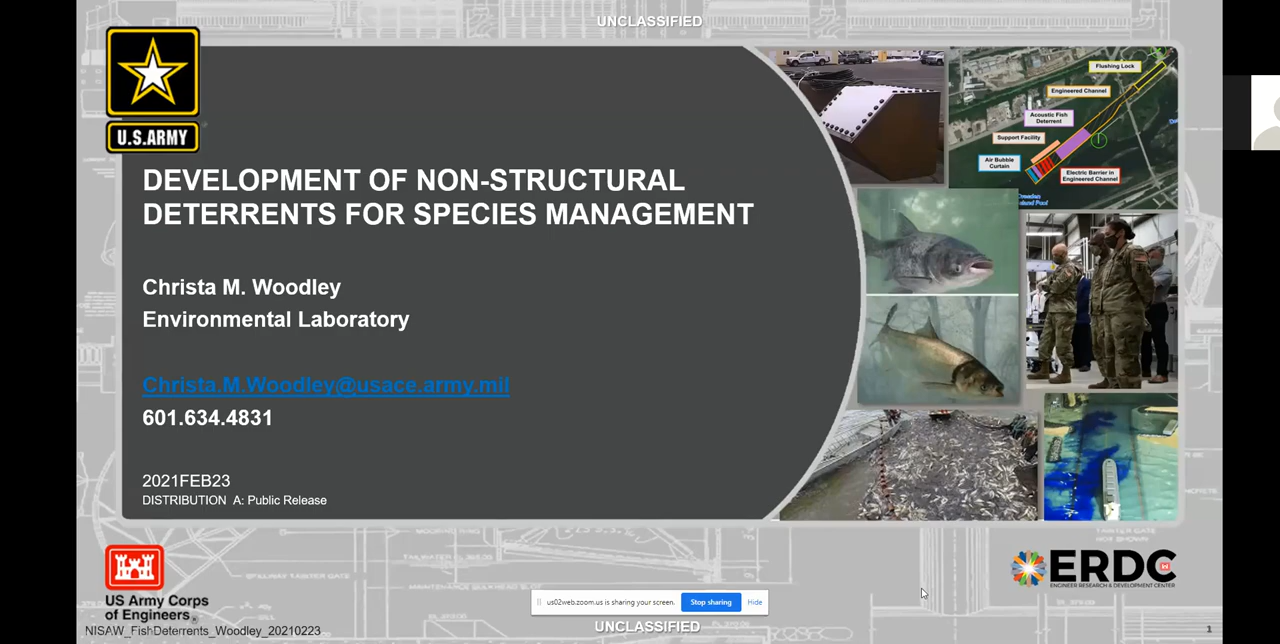 UNCLASSIFIED
U.S.ARMY
DEVELOPMENT OF NON-STRUCTURAL
DETERRENTS FOR SPECIES MANAGEMENT
Christa M. Woodley
Environmental Laboratory
Christa.M.Woodley@usace.army.mil
601.634.4831
2021FEB23
DISTRIBUTION A: Public Release
Flushing Lock
Engineered Channel
Acoustic Fish
Deterrent
Support Facility
Air Bubble
Curtain
Electric Barrier in
Engineered Channel
US Army Corps
of Engineers®
ERDC
ENGINEER RESEARCH & DEVELOPMENT CENTER
us02web.zoom.us is sharing your screen.
Stop sharing
Hide
NISAW_FishDeterrents_Woodley_20210223
UNCLASSIFIED
1